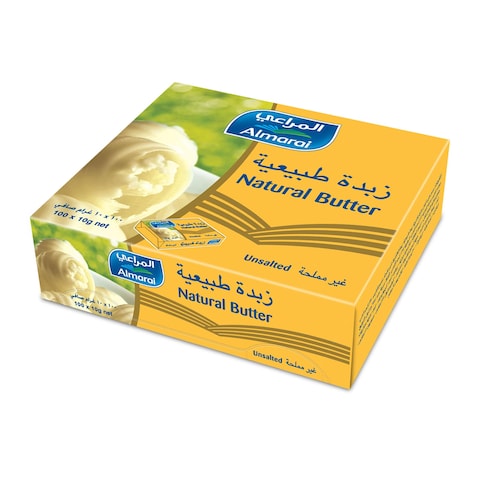 المراعي
Almarai
زبدة طبيعية
Natural Butter
١٠٠ × ١٠ غرام صافي
100 x 10g net
Unsalted غير مملحة
المراعي
Almarai
زبدة طبيعية
Natural Butter
١٠٠ × ١٠ غرام صافي
100 x 10g net
Unsalted غير مملحة